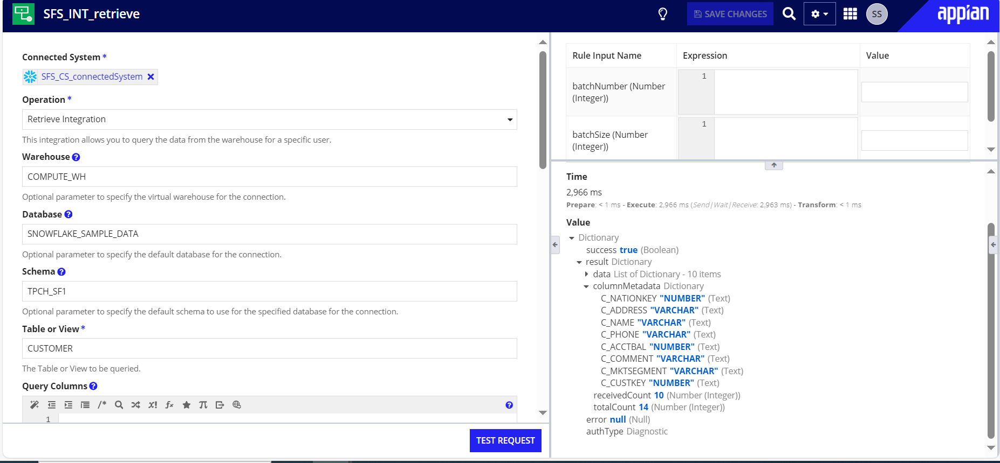 SFS_INT_retrieve
SAVE CHANGES
SS
appian
Connected System *
SFS_CS_connectedSystem
Operation *
Retrieve Integration
This integration allows you to query the data from the warehouse for a specific user.
Warehouse
COMPUTE_WH
Optional parameter to specify the virtual warehouse for the connection.
Database
SNOWFLAKE_SAMPLE_DATA
Optional parameter to specify the default database for the connection.
Schema
TPCH_SF1
Optional parameter to specify the default schema to use for the specified database for the connection.
Table or View *
CUSTOMER
The Table or View to be queried.
Query Columns
1
TEST REQUEST
Rule Input Name Expression Value
batchNumber (Number
(Integer))
1
batchSize (Number
(Integer))
1
Time
2,966 ms
Prepare: < 1 ms - Execute: 2,966 ms (Send|Wait|Receive: 2,963 ms) - Transform: < 1 ms
Value
Dictionary
success true (Boolean)
result Dictionary
data List of Dictionary - 10 items
columnMetadata Dictionary
C_NATIONKEY "NUMBER" (Text)
C_ADDRESS "VARCHAR" (Text)
C_NAME "VARCHAR" (Text)
C_PHONE "VARCHAR" (Text)
C_ACCTBAL "NUMBER" (Text)
C_COMMENT "VARCHAR" (Text)
C_MKTSEGMENT "VARCHAR" (Text)
C_CUSTKEY "NUMBER" (Text)
receivedCount 10 (Number (Integer))
totalCount 14 (Number (Integer))
error null (Null)
authType Diagnostic